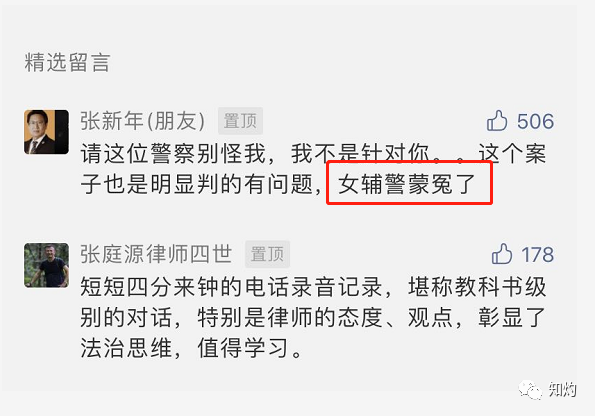 精选留言
张新年(朋友) 置顶 506
请这位警察别怪我，我不是针对你。。这个案
子也是明显判的有问题，女辅警蒙冤了
张庭源律师四世 置顶 178
短短四分来钟的电话录音记录，堪称教科书级
别的对话，特别是律师的态度、观点，彰显了
法治思维，值得学习。
知灼